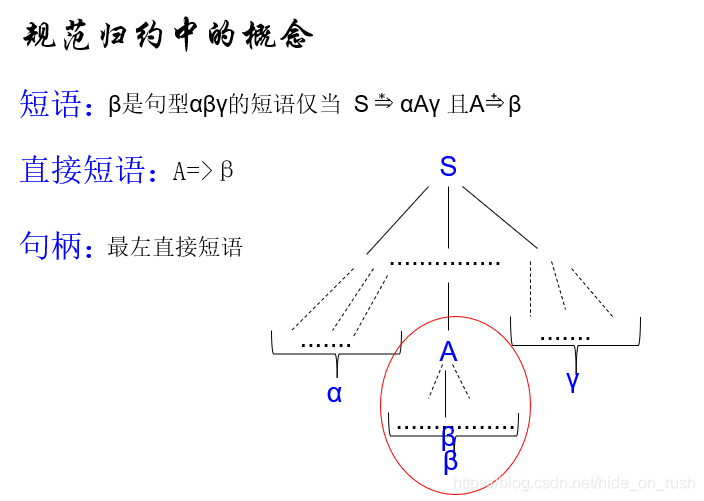 规范归约中的概念
短语：β是句型αβγ的短语仅当 S *⇒ αAγ 且A +⇒ β
直接短语：A=>β
句柄：最左直接短语
S
...............
.......
.......
A
α
γ
................
β
β
https://blog.csdn.net/hide_on_rush